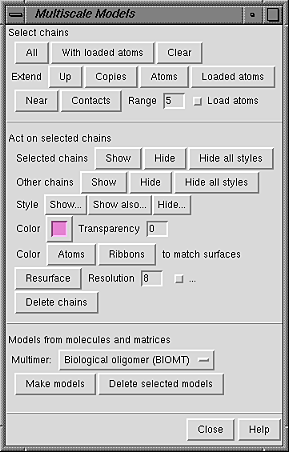 Multiscale Models
Select chains
All With loaded atoms Clear
Extend Up Copies Atoms Loaded atoms
Near Contacts Range 5 Load atoms
Act on selected chains
Selected chains Show Hide Hide all styles
Other chains Show Hide Hide all styles
Style Show... Show also... Hide...
Color Transparency 0
Color Atoms Ribbons to match surfaces
Resurface Resolution 8 ...
Delete chains
Models from molecules and matrices
Multimer: Biological oligomer (BIOMT)
Make models Delete selected models
Close Help